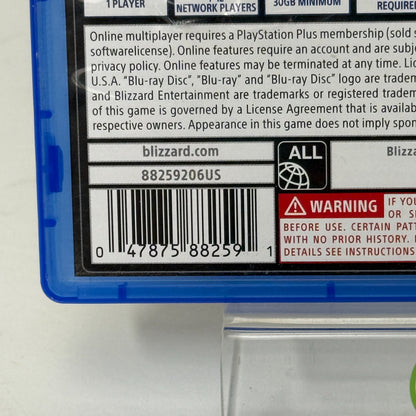 1 PLAYER
NETWORK PLAYERS
30GB MINIMUM
REQUIRED
Online multiplayer requires a PlayStation Plus membership (sold s
softwarelicense). Online features require an account and are subje
privacy policy. Online features may be terminated at any time. Lic
U.S.A. "Blu-ray Disc", "Blu-ray" and "Blu-ray Disc" logo are tradem
and Blizzard Entertainment are trademarks or registered tradem
of this game is governed by a License Agreement that is availab
respective owners. Appearance in this game does not imply spon
blizzard.com
88259206US
ALL
Blizz
0 47875 88259 1
WARNING
IF YOU
OR SEI
BEFORE USE. CERTAIN PATT
WITH NO PRIOR HISTORY. I
DETAILS SEE INSTRUCTIONS